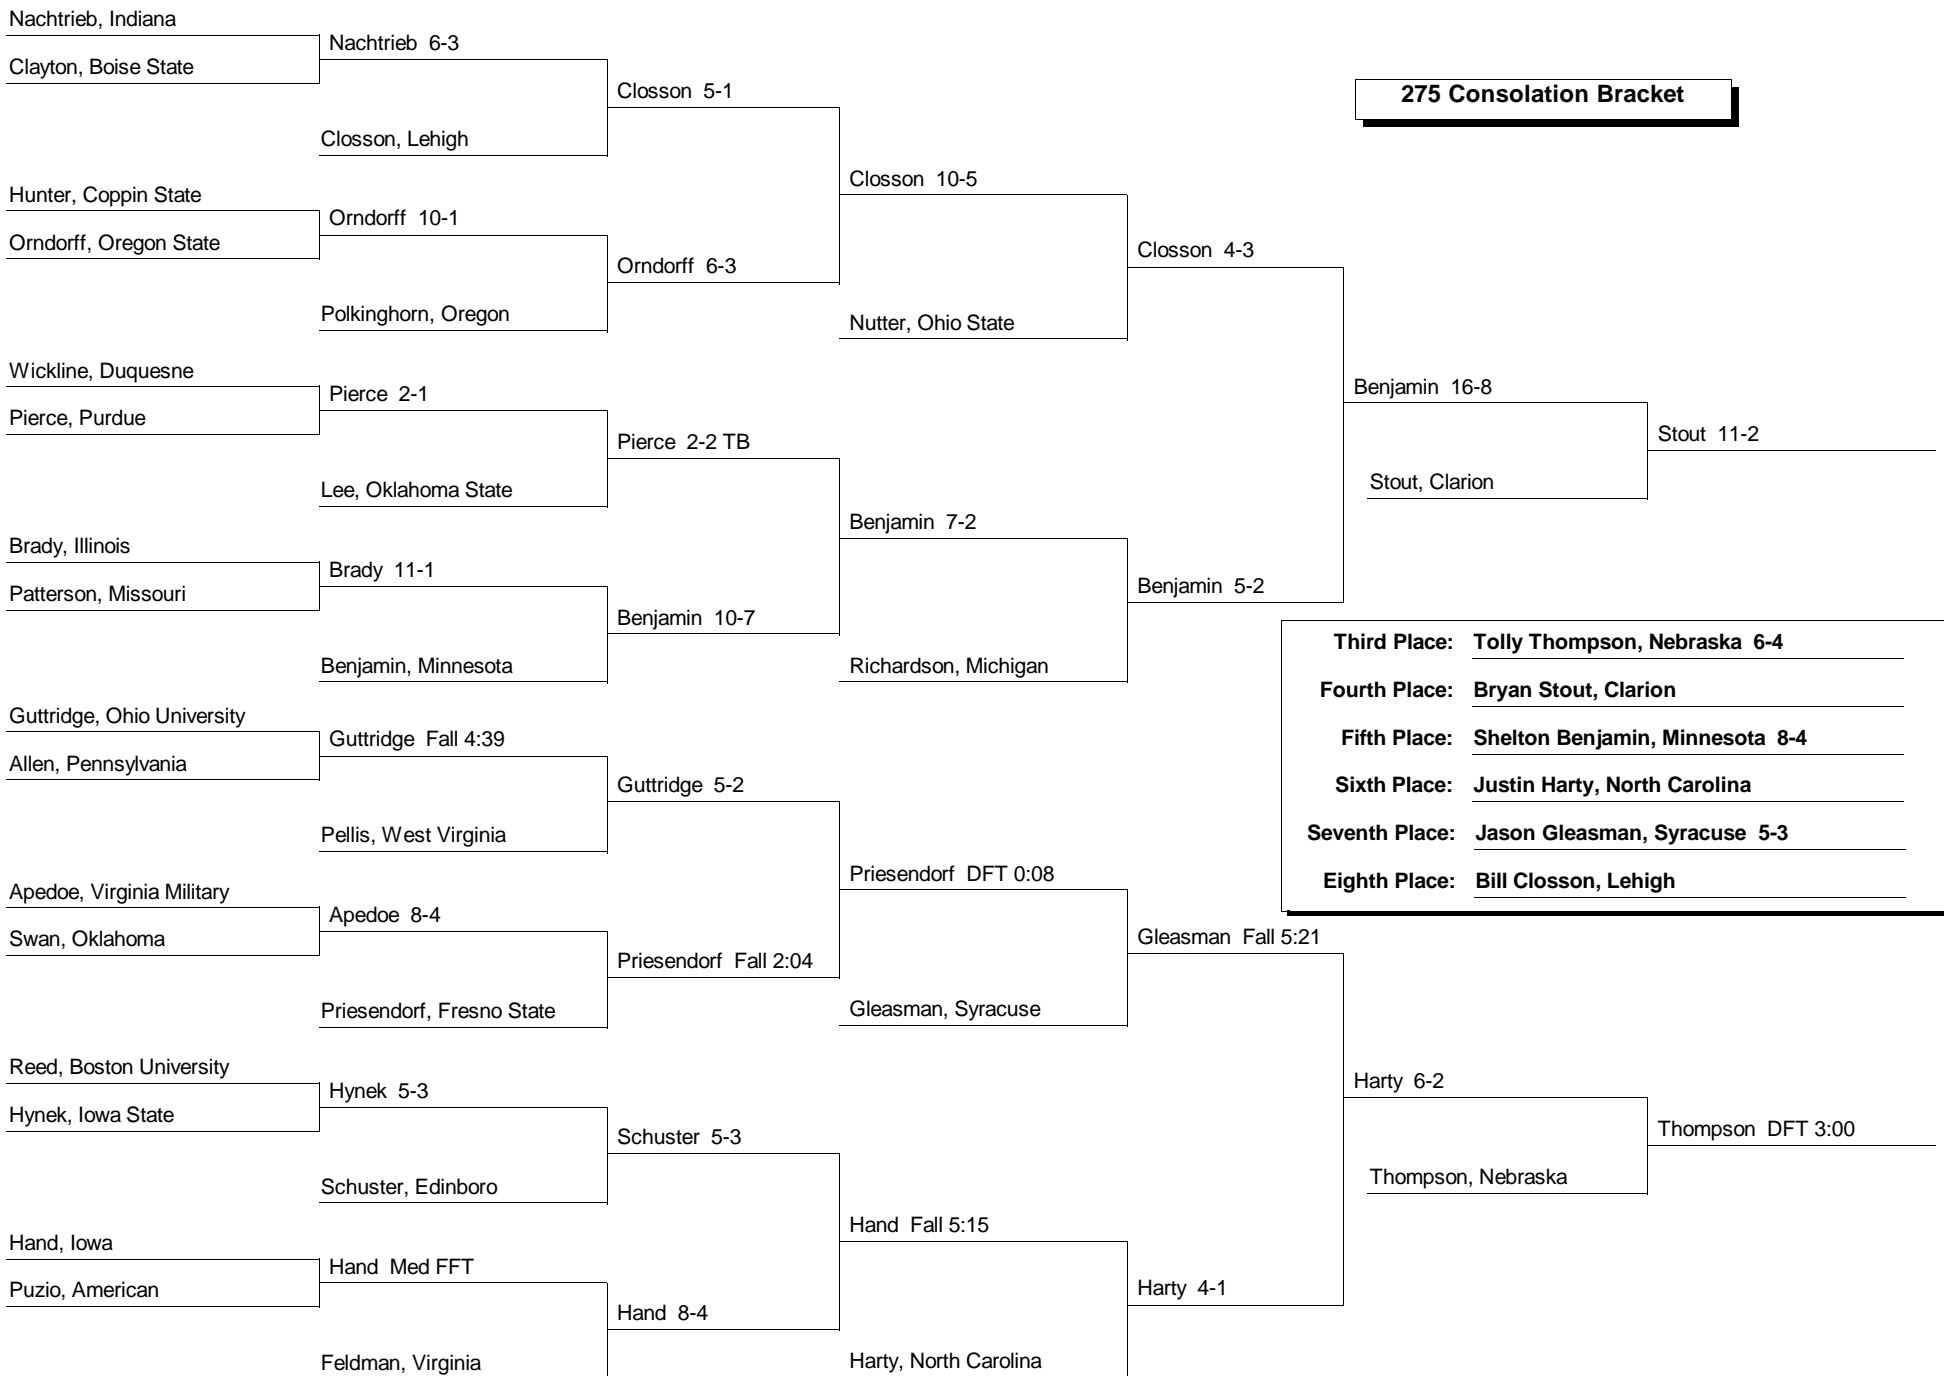 Nachtrieb, Indiana
Nachtrieb 6-3
Clayton, Boise State
Closson 5-1
275 Consolation Bracket
Closson, Lehigh
Closson 10-5
Hunter, Coppin State
Orndorff 10-1
Orndorff, Oregon State
Closson 4-3
Orndorff 6-3
Polkinghorn, Oregon
Nutter, Ohio State
Wickline, Duquesne
Benjamin 16-8
Pierce 2-1
Pierce, Purdue
Stout 11-2
Pierce 2-2 TB
Stout, Clarion
Lee, Oklahoma State
Benjamin 7-2
Brady, Illinois
Brady 11-1
Patterson, Missouri
Benjamin 5-2
Benjamin 10-7
Benjamin, Minnesota
Richardson, Michigan
Third Place: Tolly Thompson, Nebraska 6-4
Fourth Place: Bryan Stout, Clarion
Fifth Place: Shelton Benjamin, Minnesota 8-4
Sixth Place: Justin Harty, North Carolina
Seventh Place: Jason Gleasman, Syracuse 5-3
Eighth Place: Bill Closson, Lehigh
Guttridge, Ohio University
Guttridge Fall 4:39
Allen, Pennsylvania
Guttridge 5-2
Pellis, West Virginia
Priesendorf DFT 0:08
Apedoe, Virginia Military
Apedoe 8-4
Swan, Oklahoma
Gleasman Fall 5:21
Priesendorf Fall 2:04
Priesendorf, Fresno State
Gleasman, Syracuse
Reed, Boston University
Harty 6-2
Hynek 5-3
Hynek, Iowa State
Thompson DFT 3:00
Schuster 5-3
Thompson, Nebraska
Schuster, Edinboro
Hand Fall 5:15
Hand, Iowa
Hand Med FFT
Puzio, American
Harty 4-1
Hand 8-4
Feldman, Virginia
Harty, North Carolina